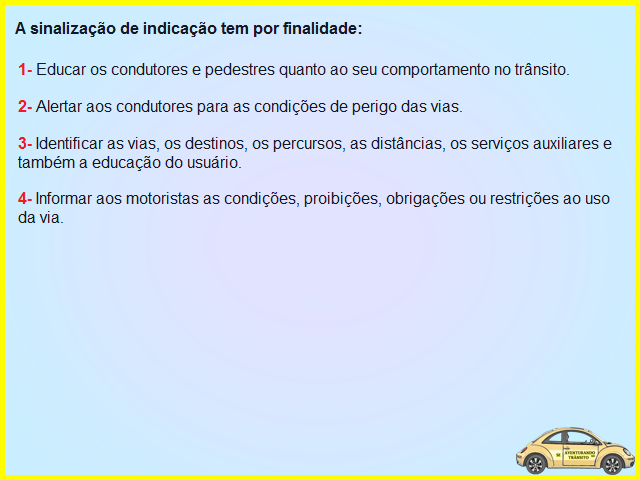 A sinalização de indicação tem por finalidade:
1- Educar os condutores e pedestres quanto ao seu comportamento no trânsito.
2- Alertar aos condutores para as condições de perigo das vias.
3- Identificar as vias, os destinos, os percursos, as distâncias, os serviços auxiliares e
também a educação do usuário.
4- Informar aos motoristas as condições, proibições, obrigações ou restrições ao uso
da via.
AVENTURANDO
TRÂNSITO